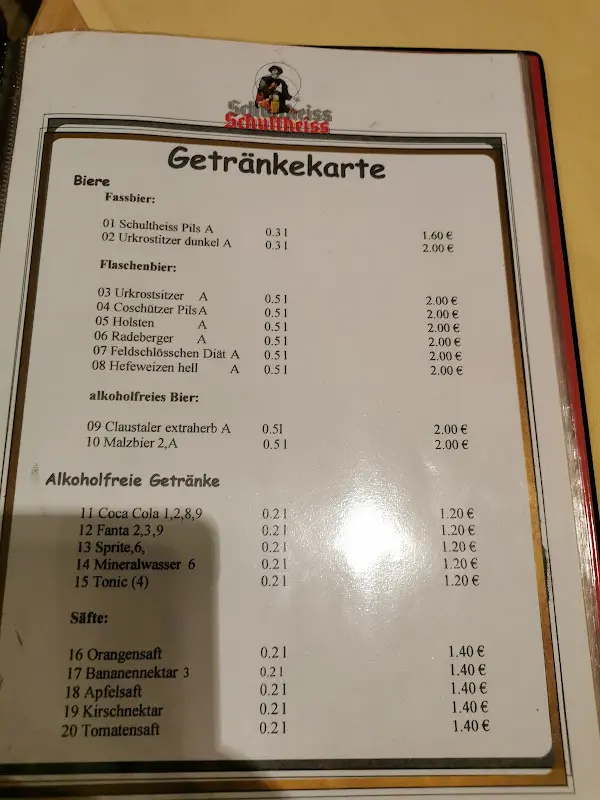 Schultheiss
Schultheiss
Getränkekarte
Biere
Fassbier:
01 Schultheiss Pils A 0.3 l 1.60 €
02 Urkrostitzer dunkel A 0.3 l 2.00 €
Flaschenbier:
03 Urkrostsitzer A 0.5 l 2.00 €
04 Coschützer Pils A 0.5 l 2.00 €
05 Holsten A 0.5 l 2.00 €
06 Radeberger A 0.5 l 2.00 €
07 Feldschlösschen Diät A 0.5 l 2.00 €
08 Hefeweizen hell A 0.5 l 2.00 €
alkoholfreies Bier:
09 Claustaler extraherb A 0.5l 2.00 €
10 Malzbier 2,A 0.5 l 2.00 €
Alkoholfreie Getränke
11 Coca Cola 1,2,8,9 0.2 l 1.20 €
12 Fanta 2,3,9 0.2 l 1.20 €
13 Sprite,6, 0.2 l 1.20 €
14 Mineralwasser 6 0.2 l 1.20 €
15 Tonic (4) 0.2 l 1.20 €
Säfte:
16 Orangensaft 0.2 l 1.40 €
17 Bananennektar 3 0.2 l 1.40 €
18 Apfelsaft 0.2 l 1.40 €
19 Kirschnektar 0.2 l 1.40 €
20 Tomatensaft 0.2 l 1.40 €